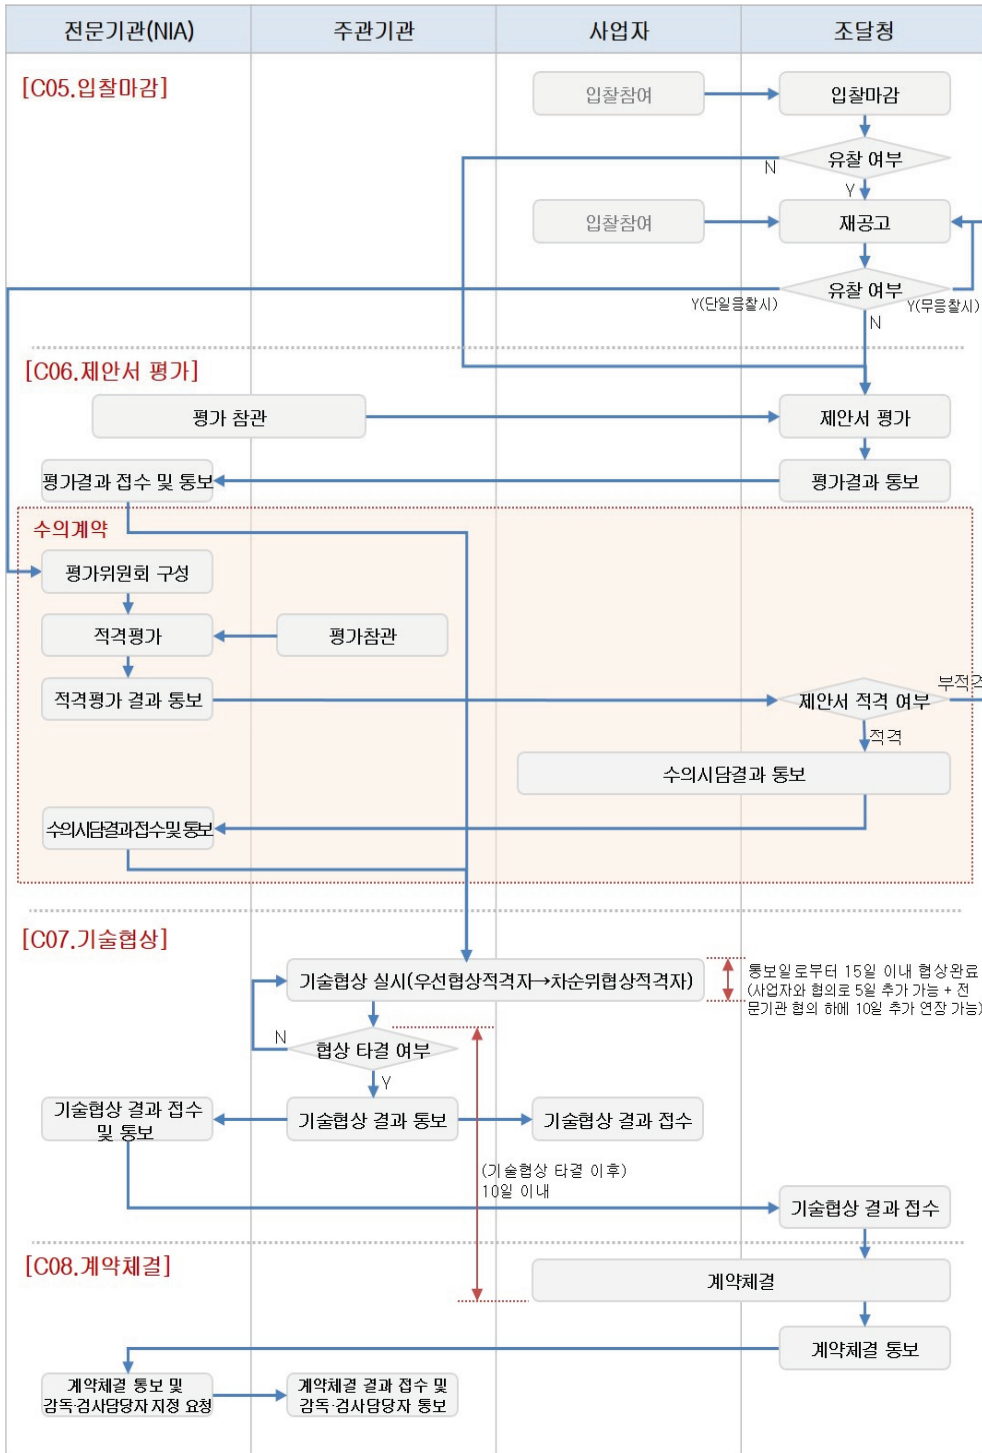 전문기관(NIA)
주관기관
사업자
조달청
[C05.입찰마감]
입찰참여
입찰마감
유찰 여부
N
Y
입찰참여
재공고
유찰 여부
Y(단일응찰시)
Y(무응찰시)
N
[C06.제안서 평가]
평가 참관
제안서 평가
평가결과 접수 및 통보
평가결과 통보
수의계약
평가위원회 구성
적격평가
평가참관
적격평가 결과 통보
제안서 적격 여부
부적격
적격
수의시담결과 통보
수의시담결과접수및통보
[C07.기술협상]
기술협상 실시(우선협상적격자→차순위협상적격자)
통보일로부터 15일 이내 협상완료
(사업자와 협의로 5일 추가 가능 + 전
문기관 협의 하에 10일 추가 연장 가능)
N
협상 타결 여부
Y
기술협상 결과 접수
및 통보
기술협상 결과 통보
기술협상 결과 접수
(기술협상 타결 이후)
10일 이내
기술협상 결과 접수
[C08.계약체결]
계약체결
계약체결 통보
계약체결 통보 및
감독·검사담당자 지정 요청
계약체결 결과 접수 및
감독·검사담당자 통보